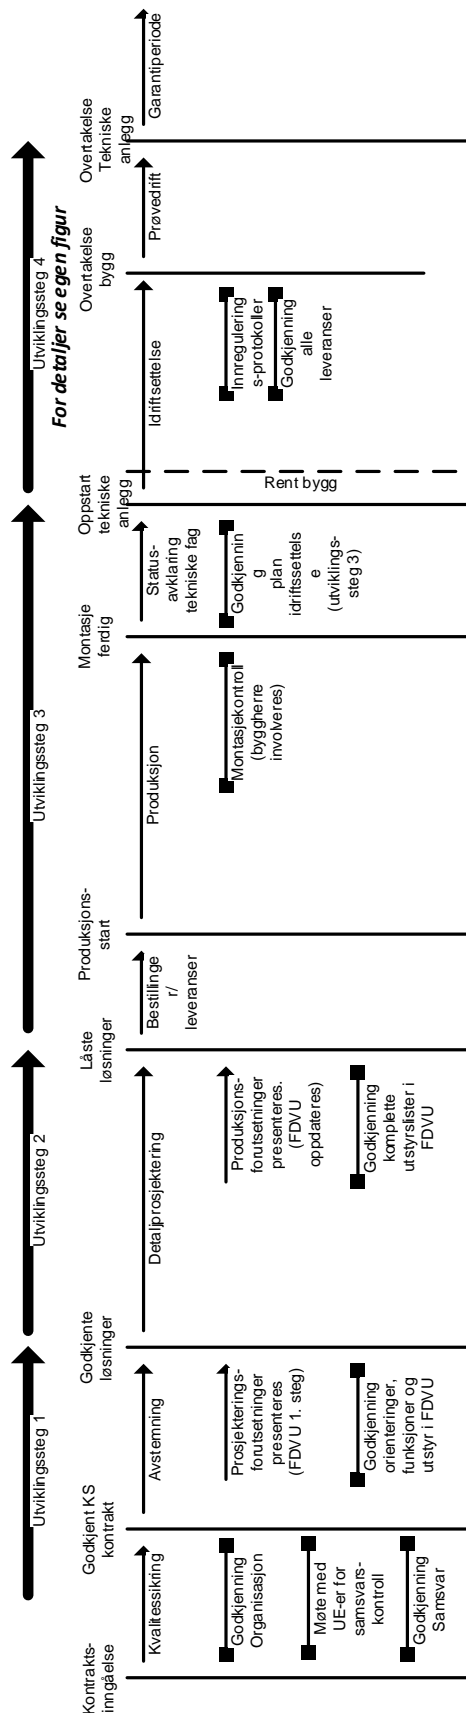 Utviklingssteg 1
Utviklingssteg 2
Utviklingssteg 3
Utviklingssteg 4
For detaljer se egen figur
Kontrakts-
inngåelse
Godkjent KS
kontrakt
Godkjente
løsninger
Låste
løsninger
Produksjons-
start
Montasje
ferdig
Oppstart
tekniske
anlegg
Overtakelse
bygg
Overtakelse
Tekniske
anlegg
Kvalitessikring
Avstemning
Detaljprosjektering
Bestillinge
r/
leveranser
Produksjon
Status-
avklaring
tekniske fag
Idriftsettelse
Prøvedrift
Garantiperiode
Godkjenning
Organisasjon
Møte med
UE-er for
samsvars-
kontroll
Godkjenning
Samsvar
Prosjekterings-
forutsetninger
presenteres
(FDVU 1. steg)
Godkjenning
orienteringer,
funksjoner og
utstyr i FDVU
Produksjons-
forutsetninger
presenteres.
(FDVU
oppdateres)
Godkjenning
komplette
utstyrslister i
FDVU
Montasjekontroll
(byggherre
involveres)
Godkjennin
g
plan
idriftssettels
e
(utviklings-
steg 3)
Rent bygg
Innregulering
s-protokoller
Godkjenning
alle
leveranser